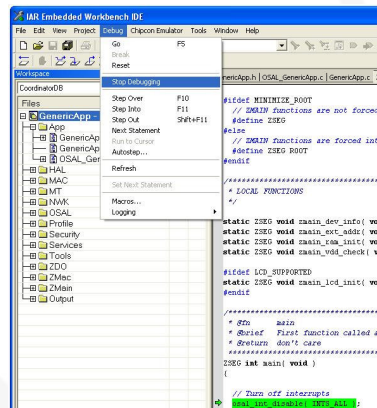 IAR Embedded Workbench IDE
File Edit View Project Debug Chipcon Emulator Tools Window Help
Go F5
Break
Reset
Stop Debugging
Step Over F10
Step Into F11
Step Out Shift+F11
Next Statement
Run to Cursor
Autostep...
Refresh
Set Next Statement
Macros...
Logging
Workspace
CoordinatorDB
Files
GenericApp -
App
GenericAp
GenericAp
OSAL_Ger
HAL
MAC
MT
NWK
OSAL
Profile
Security
Services
Tools
ZDO
ZMac
ZMain
Output
nericApp.h | OSAL_GenericApp.c | GenericApp.c
#ifdef MINIMIZE_ROOT
// ZMAIN functions are not forced
#define ZSEG
#else
// ZMAIN functions are forced int
#define ZSEG ROOT
#endif
/**********************************
* LOCAL FUNCTIONS
*/
static ZSEG void zmain_dev_info( vo
static ZSEG void zmain_ext_addr( vo
static ZSEG void zmain_ram_init( vo
static ZSEG void zmain_vdd_check( v
#ifdef LCD_SUPPORTED
static ZSEG void zmain_lcd_init( vo
#endif
/**********************************
* @fn main
* @brief First function called a
* @return don't care
***********************************
ZSEG int main( void )
{
// Turn off interrupts
osal_int_disable( INTS_ALL );